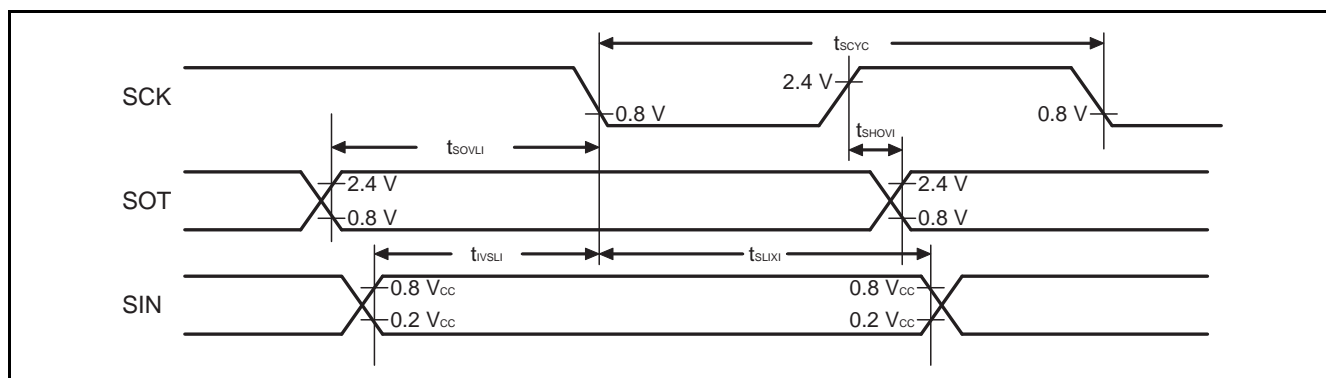 tSCYC
SCK
2.4 V
0.8 V
0.8 V
tSHOVI
tSOVLI
SOT
2.4 V
0.8 V
2.4 V
0.8 V
tIVSLI
tSLIXI
SIN
0.8 VCC
0.2 VCC
0.8 VCC
0.2 VCC